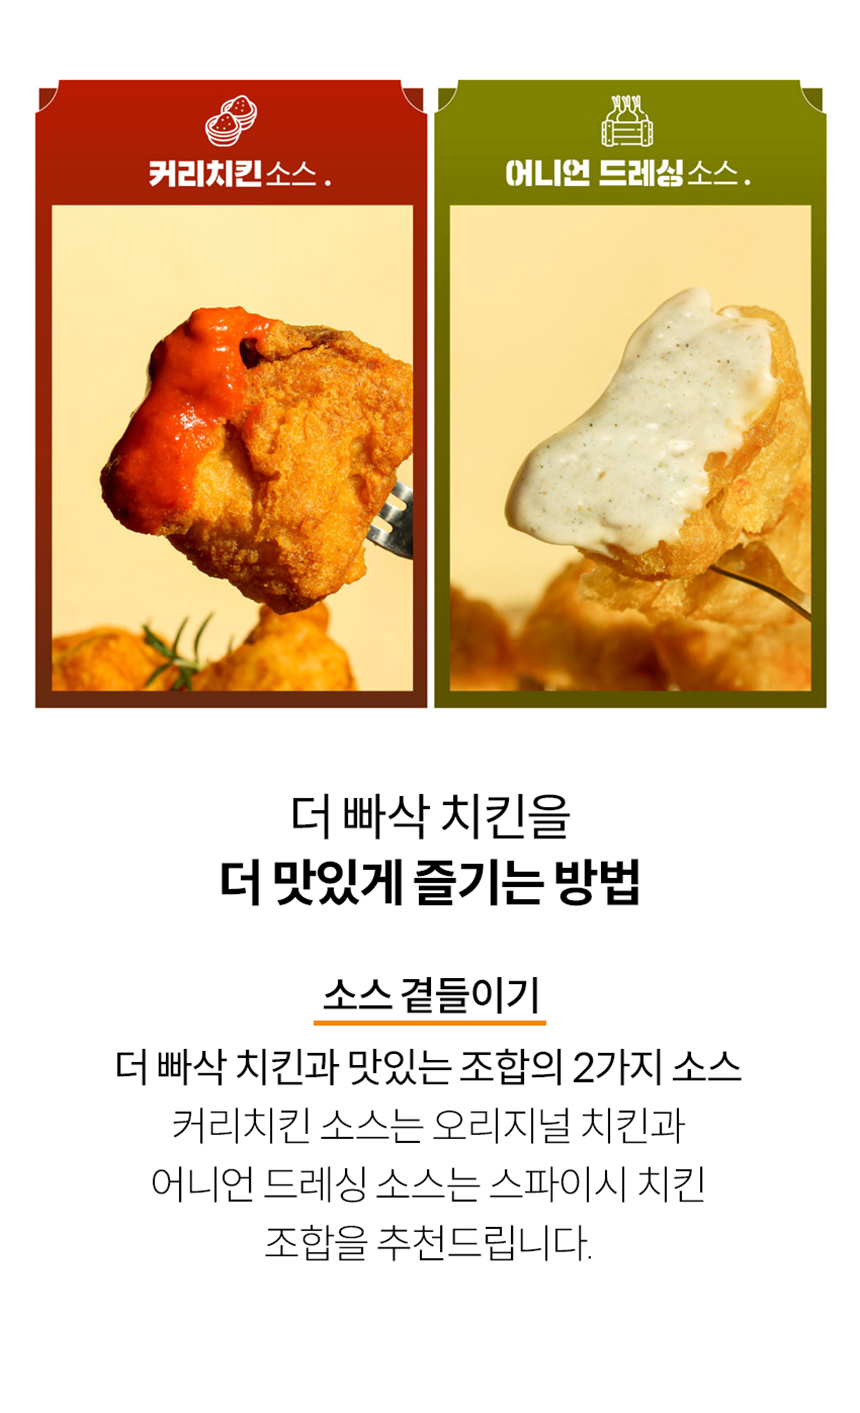 커리치킨 소스 .
어니언 드레싱 소스 .
더 빠삭 치킨을
더 맛있게 즐기는 방법
소스 곁들이기
더 빠삭 치킨과 맛있는 조합의 2가지 소스
커리치킨 소스는 오리지널 치킨과
어니언 드레싱 소스는 스파이시 치킨
조합을 추천드립니다.